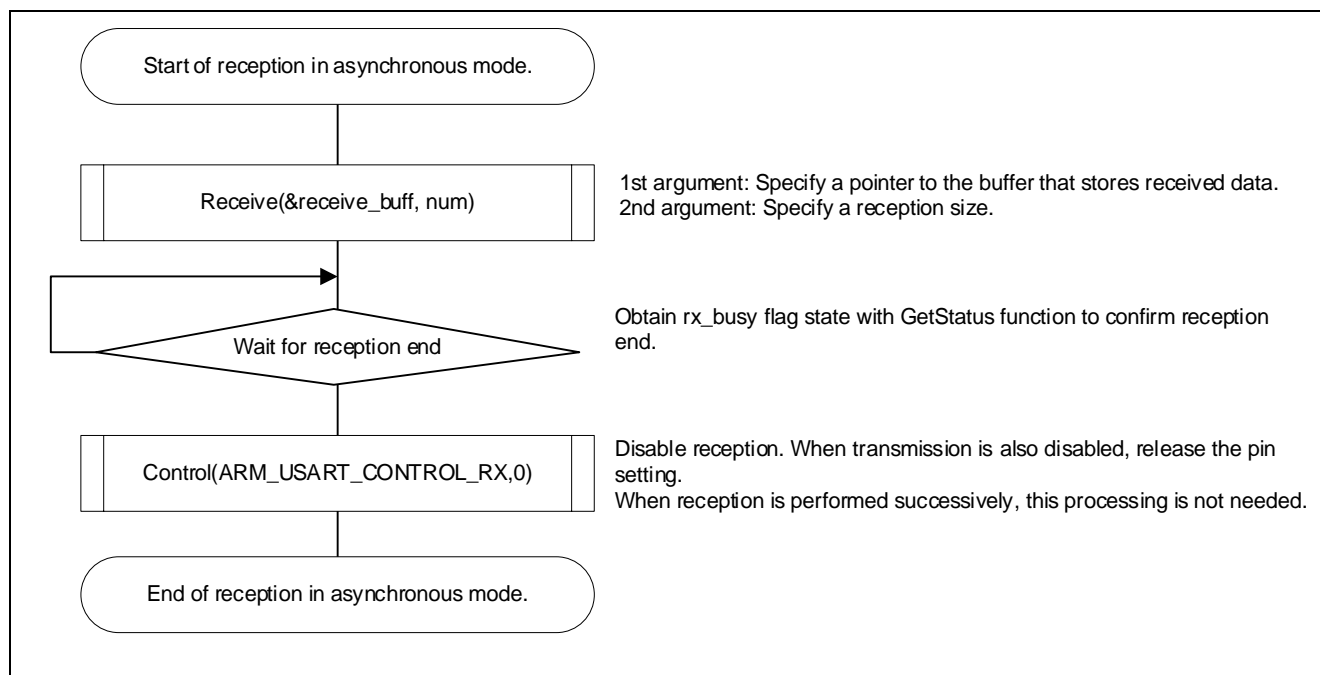 Start of reception in asynchronous mode.
Receive(&receive_buff, num)
1st argument: Specify a pointer to the buffer that stores received data.
2nd argument: Specify a reception size.
Wait for reception end
Obtain rx_busy flag state with GetStatus function to confirm reception
end.
Control(ARM_USART_CONTROL_RX,0)
Disable reception. When transmission is also disabled, release the pin
setting.
When reception is performed successively, this processing is not needed.
End of reception in asynchronous mode.